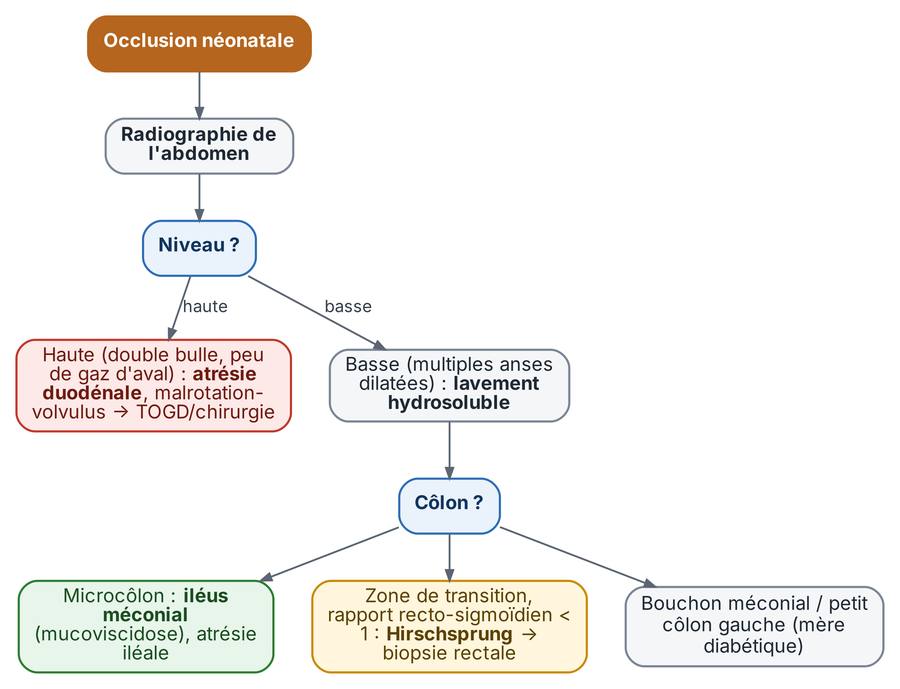 Occlusion néonatale
Radiographie de
l'abdomen
Niveau ?
haute
basse
Haute (double bulle, peu
de gaz d'aval) : atrésie
duodénale, malrotation-
volvulus → TOGD/chirurgie
Basse (multiples anses
dilatées) : lavement
hydrosoluble
Côlon ?
Microcôlon : iléus
méconial
(mucoviscidose), atrésie
iléale
Zone de transition,
rapport recto-sigmoïdien <
1 : Hirschsprung →
biopsie rectale
Bouchon méconial / petit
côlon gauche (mère
diabétique)